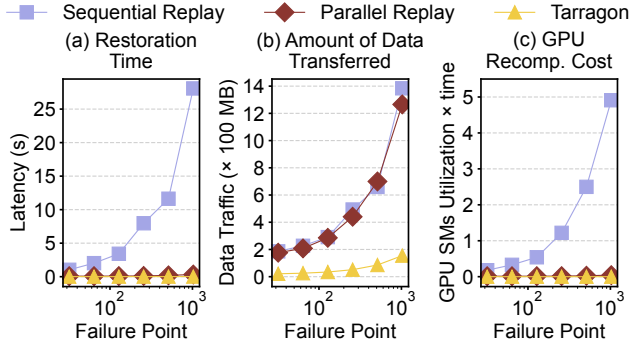 Sequential Replay Parallel Replay Tarragon
(a) Restoration
Time
Latency (s)
25
20
15
10
5
0
10²
10³
Failure Point
(b) Amount of Data
Transferred
Data Traffic (× 100 MB)
14
12
10
8
6
4
2
0
10²
10³
Failure Point
(c) GPU
Recomp. Cost
GPU SMs Utilization × time
5
4
3
2
1
0
10²
10³
Failure Point